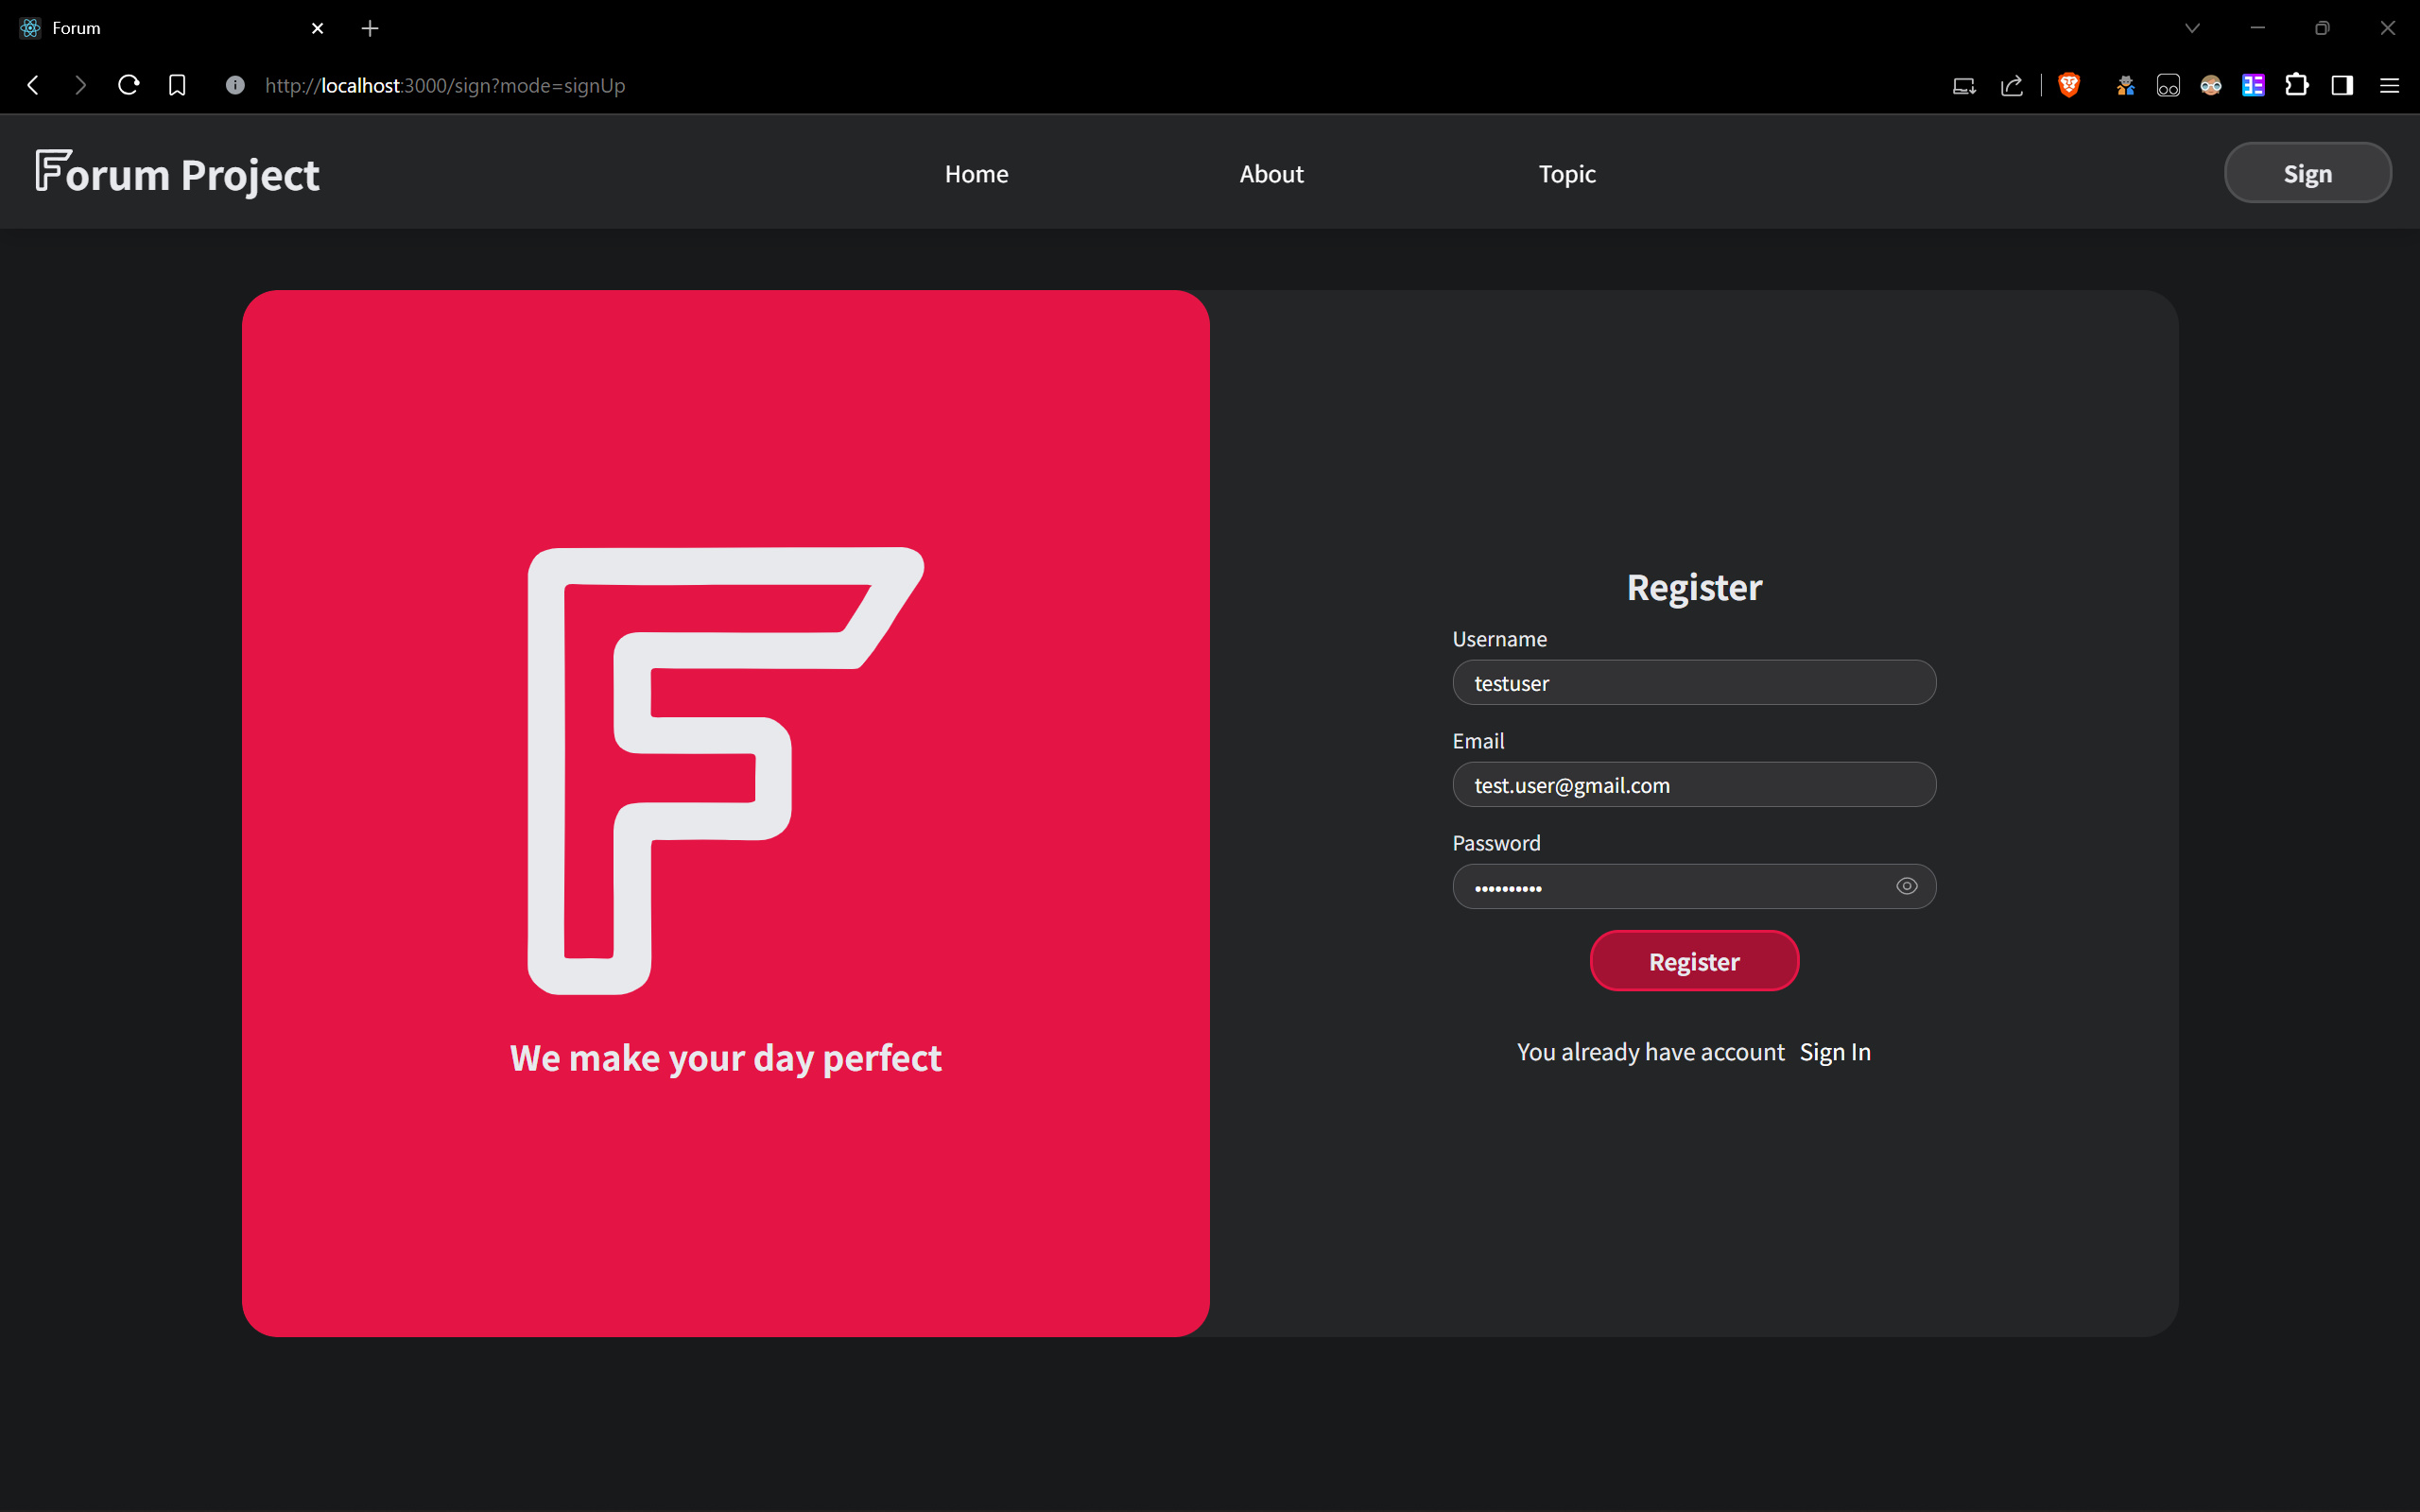 Forum
http://localhost:3000/sign?mode=signUp
Forum Project
Home
About
Topic
Sign
F
We make your day perfect
Register
Username
testuser
Email
test.user@gmail.com
Password
••••••••••
Register
You already have account Sign In